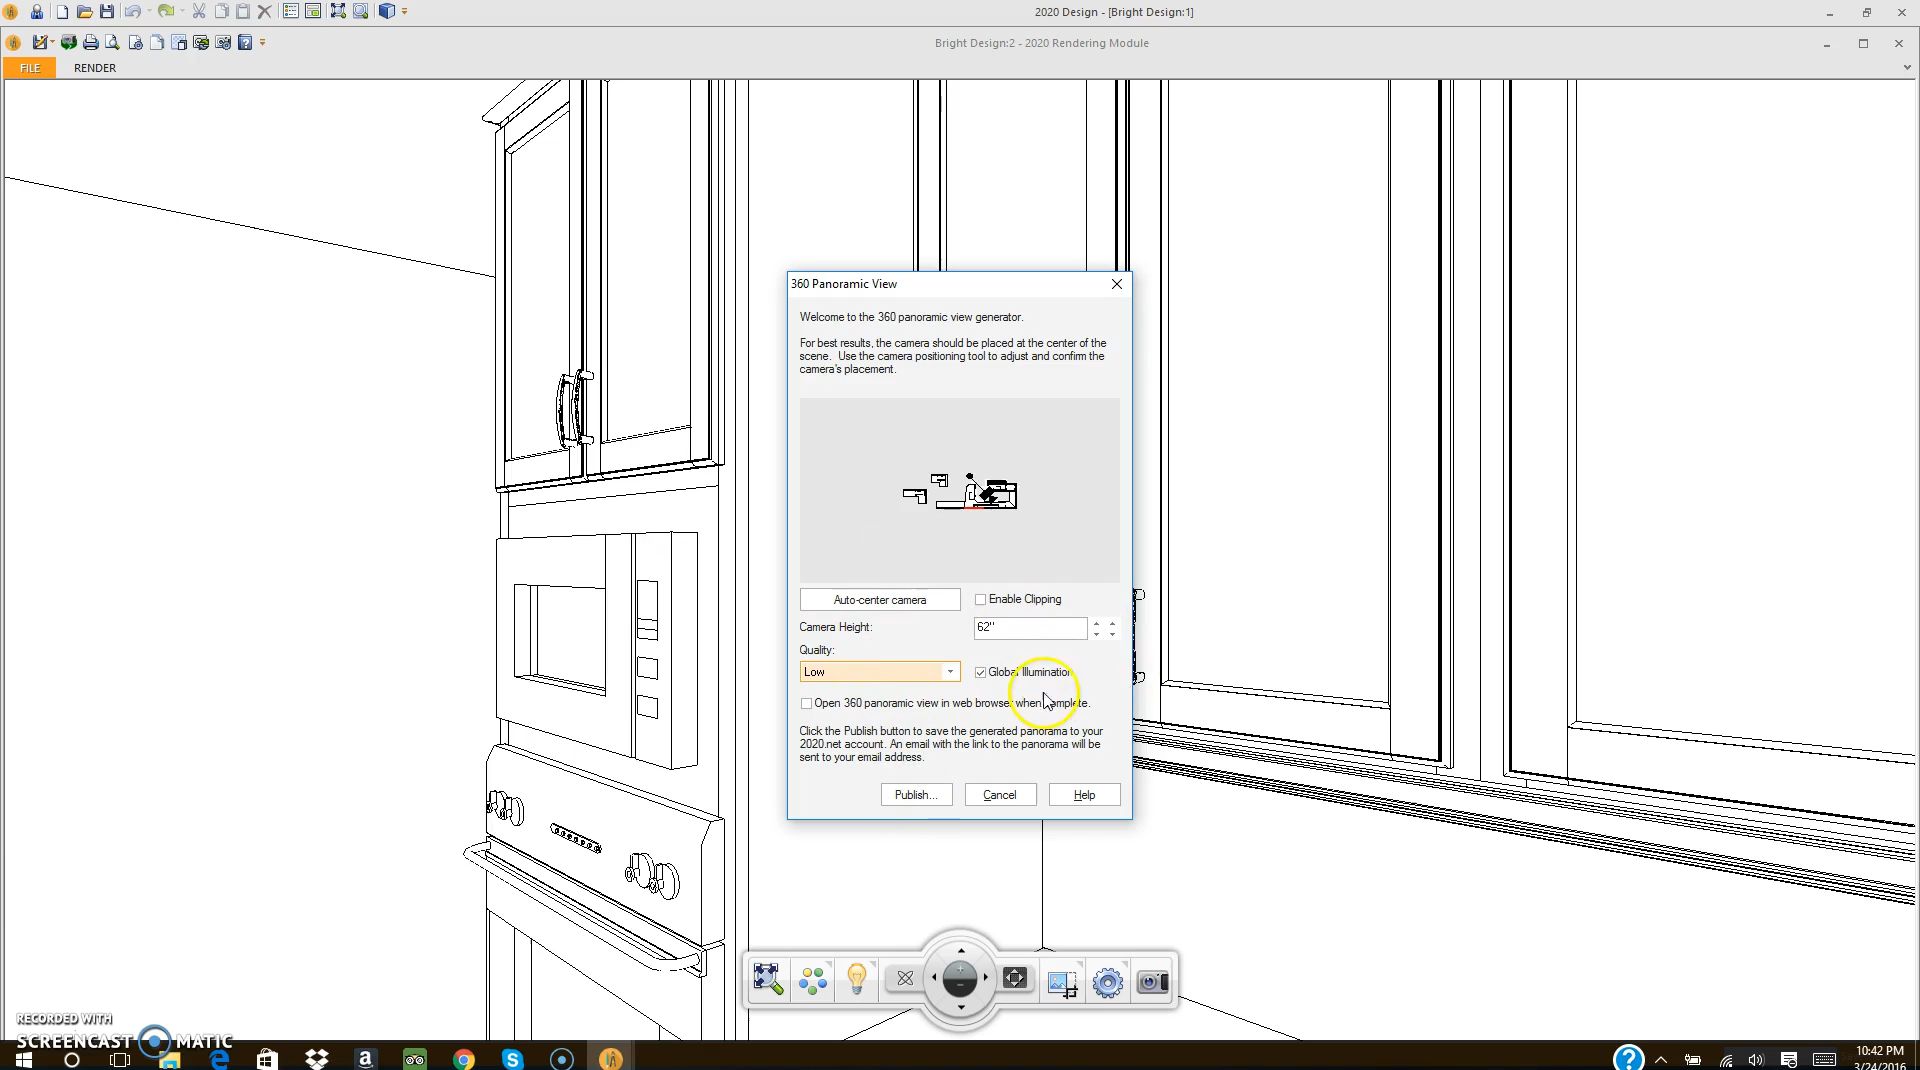 2020 Design - [Bright Design:1]
Bright Design:2 - 2020 Rendering Module
FILE RENDER
360 Panoramic View
Welcome to the 360 panoramic view generator.
For best results, the camera should be placed at the center of the
scene. Use the camera positioning tool to adjust and confirm the
camera's placement.
Auto-center camera Enable Clipping
Camera Height: 62"
Quality:
Low Global Illumination
Open 360 panoramic view in web browser when complete.
Click the Publish button to save the generated panorama to your
2020.net account. An email with the link to the panorama will be
sent to your email address.
Publish... Cancel Help
RECORDED WITH
SCREENCAST MATIC
10:42 PM
3/24/2016